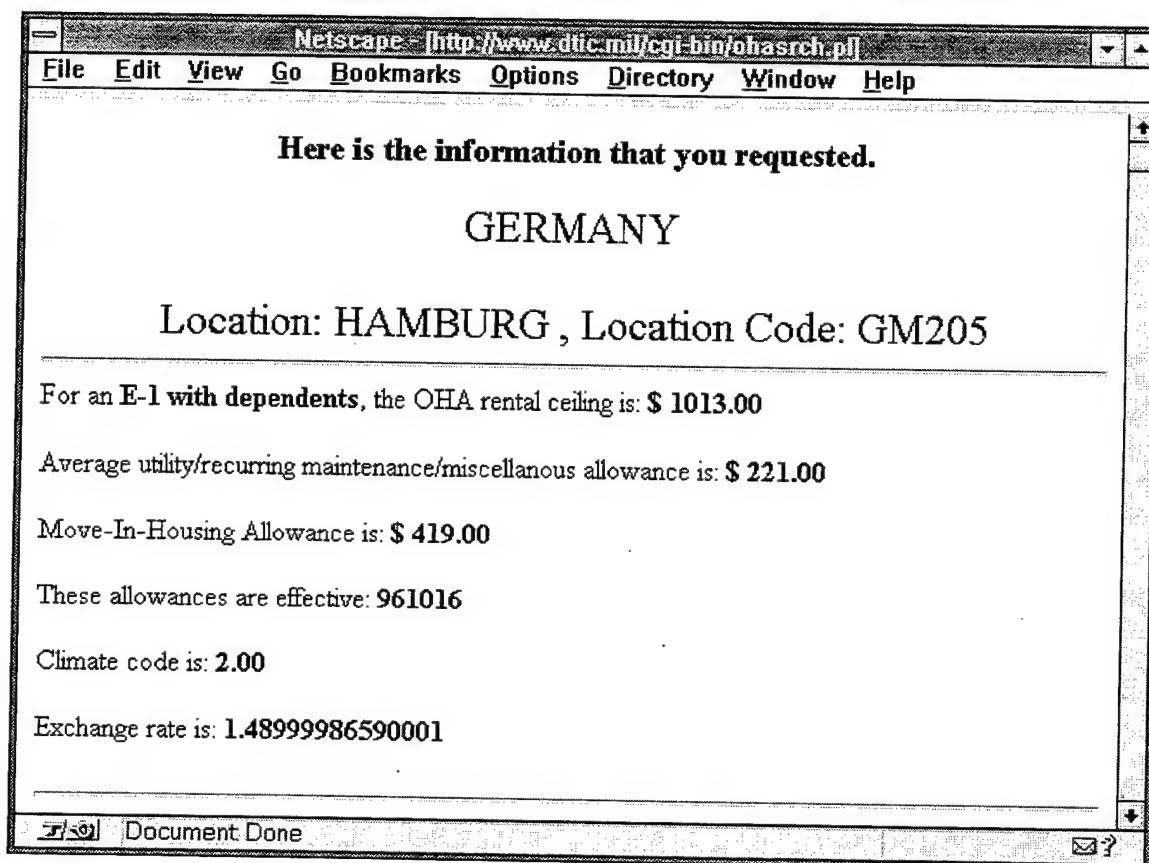 Netscape - [http://www.dtic.mil/cgi-bin/ohasrch.pl]
File Edit View Go Bookmarks Options Directory Window Help
Here is the information that you requested.
GERMANY
Location: HAMBURG , Location Code: GM205
For an E-1 with dependents, the OHA rental ceiling is: $ 1013.00
Average utility/recurring maintenance/miscellanous allowance is: $ 221.00
Move-In-Housing Allowance is: $ 419.00
These allowances are effective: 961016
Climate code is: 2.00
Exchange rate is: 1.48999986590001
Document: Done
?